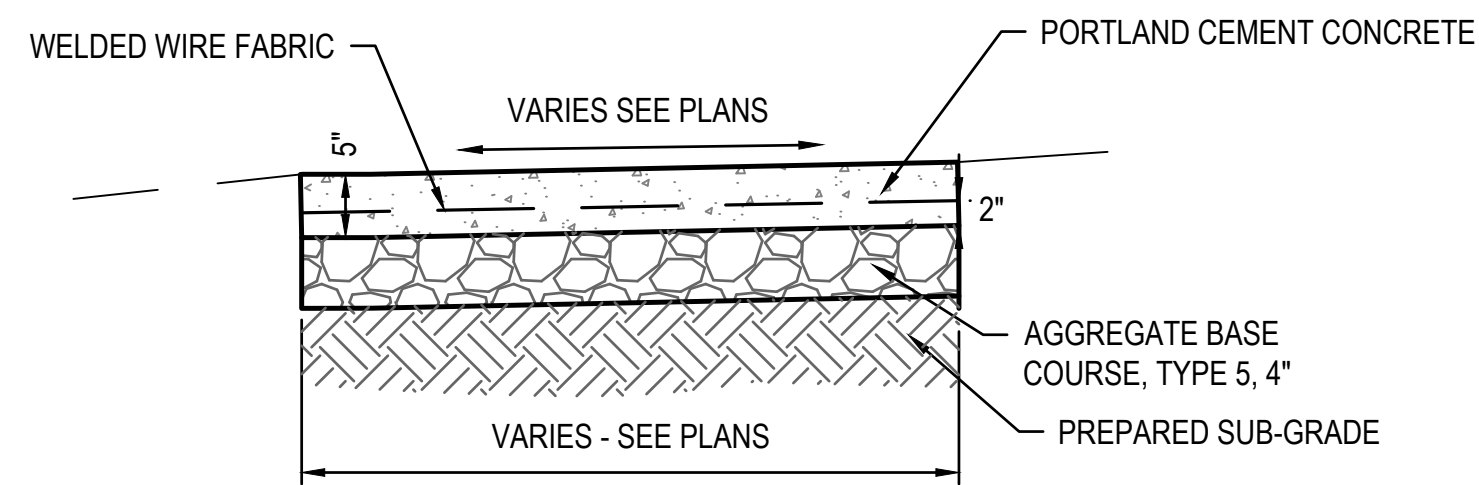 WELDED WIRE FABRIC
PORTLAND CEMENT CONCRETE
VARIES SEE PLANS
5"
2"
AGGREGATE BASE
COURSE, TYPE 5, 4"
PREPARED SUB-GRADE
VARIES - SEE PLANS